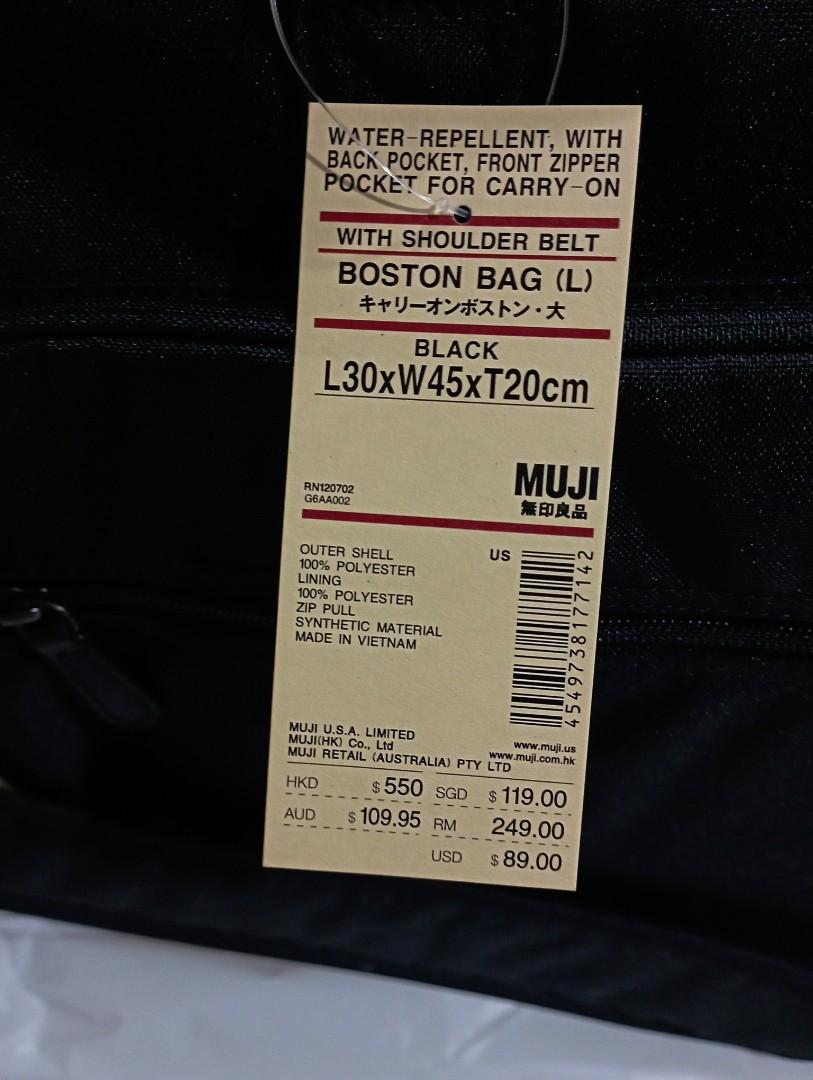 WATER-REPELLENT, WITH
BACK POCKET, FRONT ZIPPER
POCKET FOR CARRY-ON
WITH SHOULDER BELT
BOSTON BAG (L)
キャリーオンボストン・大
BLACK
L30xW45xT20cm
RN120702
G6AA002
MUJI
無印良品
OUTER SHELL
100% POLYESTER
LINING
100% POLYESTER
ZIP PULL
SYNTHETIC MATERIAL
MADE IN VIETNAM
US
4549738177142
MUJI U.S.A. LIMITED
MUJI(HK) Co., Ltd
MUJI RETAIL (AUSTRALIA) PTY LTD
www.muji.us
www.muji.com.hk
HKD $550 SGD $119.00
AUD $109.95 RM 249.00
USD $89.00